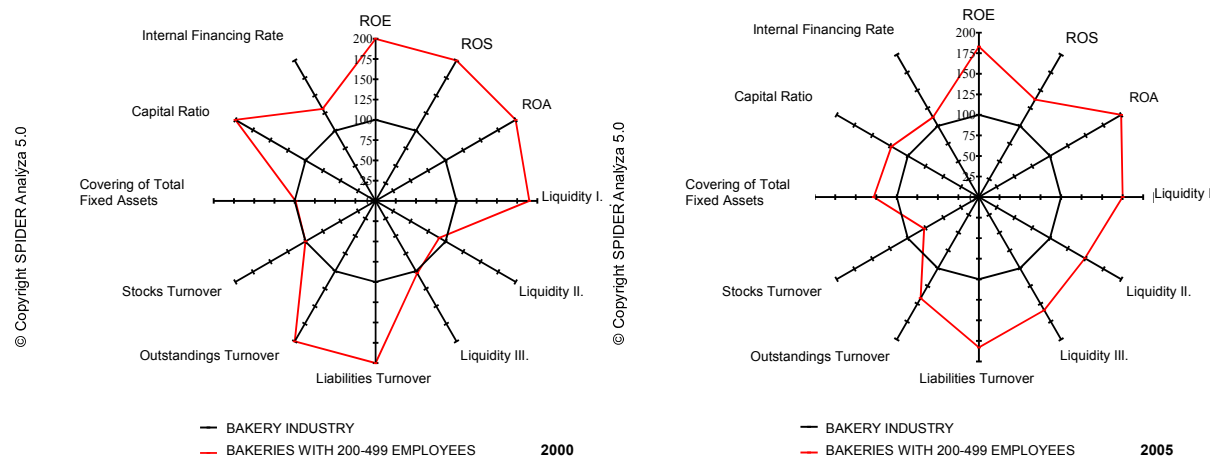 © Copyright SPIDER Analýza 5.0
ROE
ROS
ROA
Liquidity I.
Liquidity II.
Liquidity III.
Liabilities Turnover
Outstandings Turnover
Stocks Turnover
Covering of Total
Fixed Assets
Capital Ratio
Internal Financing Rate
200
175
150
125
100
50
25
BAKERY INDUSTRY
BAKERIES WITH 200-499 EMPLOYEES
2000
© Copyright SPIDER Analýza 5.0
ROE
ROS
ROA
Liquidity
Liquidity II.
Liquidity III.
Liabilities Turnover
Outstandings Turnover
Stocks Turnover
Covering of Total
Fixed Assets
Capital Ratio
Internal Financing Rate
200
175
150
125
100
75
50
25
BAKERY INDUSTRY
BAKERIES WITH 200-499 EMPLOYEES
2005